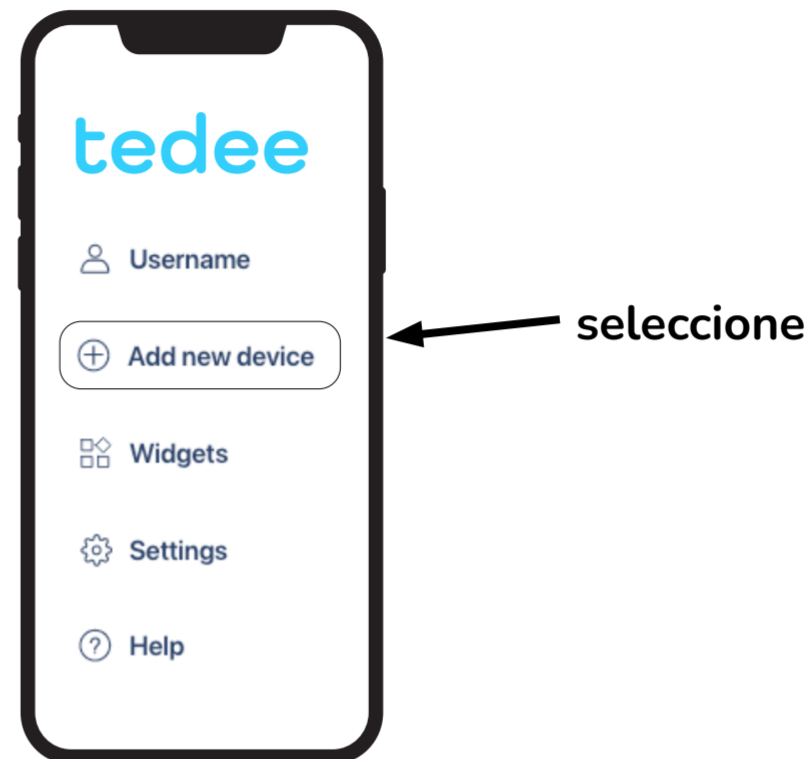 tedee
Username
Add new device
seleccione
Widgets
Settings
Help